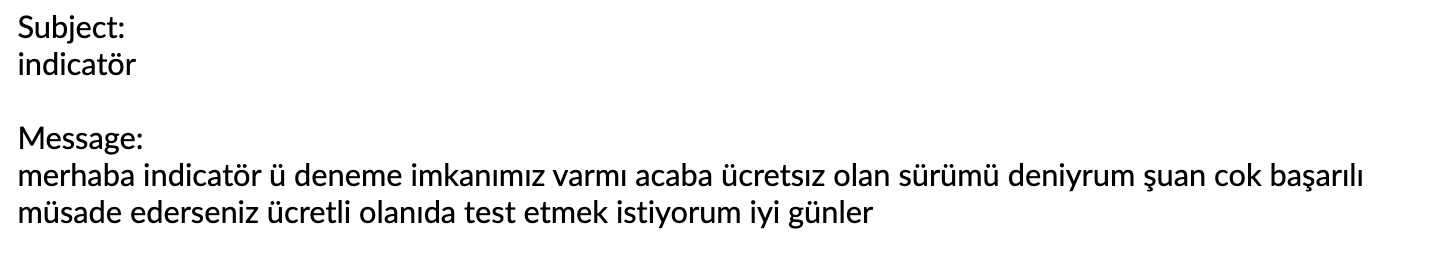 Subject:
indicatör
Message:
merhaba indicatör ü deneme imkanımız varmı acaba ücretsız olan sürümü deniyrum şuan cok başarılı
müsade ederseniz ücretli olanıda test etmek istiyorum iyi günler